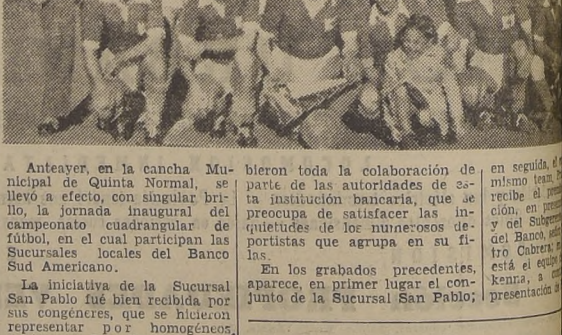 Anteayer, en la cancha Mu-
nicipal de Quinta Normal, se
llevó a efecto, con singular bri-
llo, la jornada inaugural del
campeonato cuadrangular de
fútbol, en el cual participan las
Sucursales locales del Banco
Sud Americano.
La iniciativa de la Sucursal
San Pablo fué bien recibida por
sus congéneres, que se hicieron
representar por homogéneos,
bieron toda la colaboración de
parte de las autoridades de es-
ta institución bancaria, que se
preocupa de satisfacer las in-
quietudes de los numerosos de-
portistas que agrupa en su fi-
las.
En los grabados precedentes,
aparece, en primer lugar el con-
junto de la Sucursal San Pablo;
en seguida, el
mismo team,
recibe el
ción, en
y del
del Banco,
tro Cabrera;
está el equipo
kenna, a
presentación